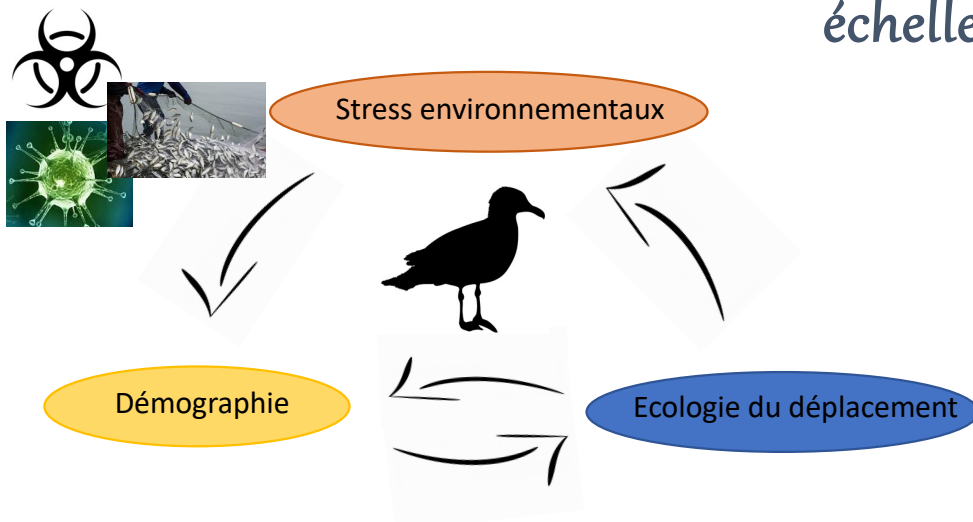 échelle
Stress environnementaux
Démographie
Ecologie du déplacement